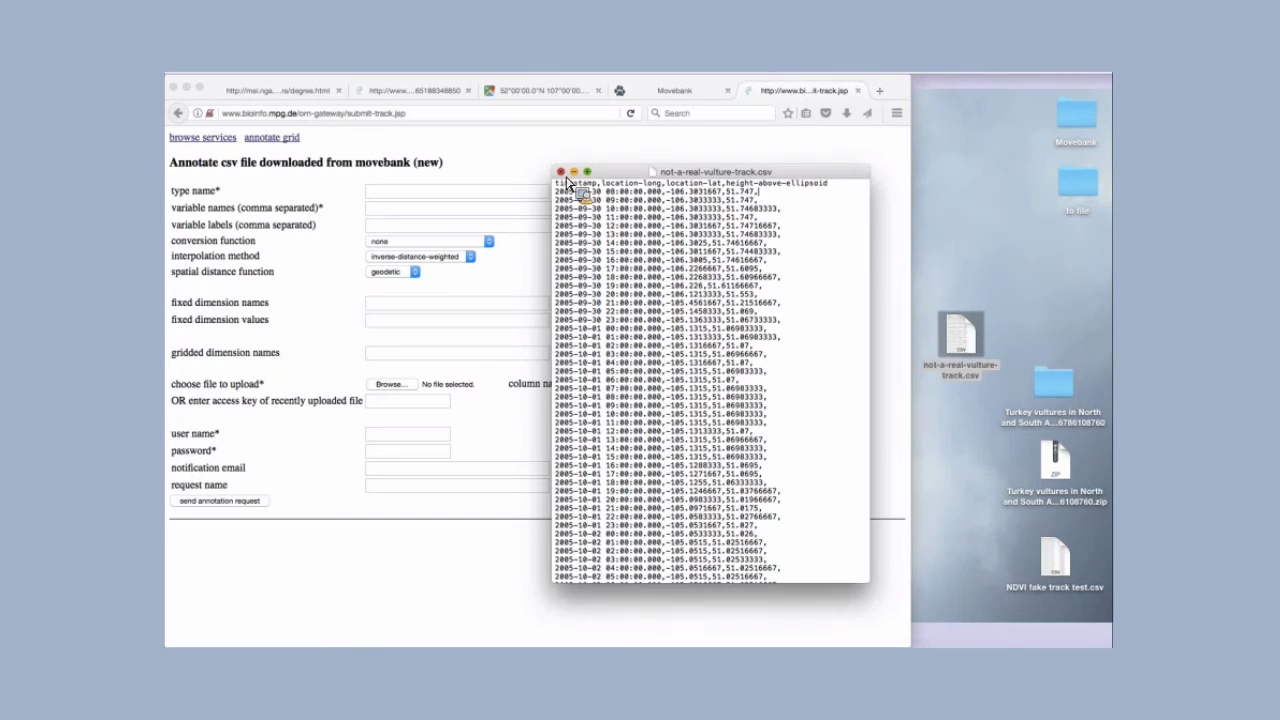 http://msi.nga....rs/degree.html
http://www....65188348850
52°00'00.0"N 107°00'00....
Movebank
http://www.bi...it-track.jsp
www.bioinfo.mpg.de/orn-gateway/submit-track.jsp
Search
browse services annotate grid
Annotate csv file downloaded from movebank (new)
type name*
variable names (comma separated)*
variable labels (comma separated)
conversion function none
interpolation method inverse-distance-weighted
spatial distance function geodetic
fixed dimension names
fixed dimension values
gridded dimension names
choose file to upload* Browse... No file selected. column na
OR enter access key of recently uploaded file
user name*
password*
notification email
request name
send annotation request
not-a-real-vulture-track.csv
timestamp,location-long,location-lat,height-above-ellipsoid
2005-09-30 08:00:00.000,-106.3031667,51.747,
2005-09-30 09:00:00.000,-106.3033333,51.747,
2005-09-30 10:00:00.000,-106.3033333,51.74683333,
2005-09-30 11:00:00.000,-106.3033333,51.747,
2005-09-30 12:00:00.000,-106.3031667,51.74716667,
2005-09-30 13:00:00.000,-106.3033333,51.74683333,
2005-09-30 14:00:00.000,-106.3025,51.74616667,
2005-09-30 15:00:00.000,-106.3011667,51.74483333,
2005-09-30 16:00:00.000,-106.3005,51.74616667,
2005-09-30 17:00:00.000,-106.2266667,51.6095,
2005-09-30 18:00:00.000,-106.2268333,51.60966667,
2005-09-30 19:00:00.000,-106.226,51.61166667,
2005-09-30 20:00:00.000,-106.1213333,51.553,
2005-09-30 21:00:00.000,-105.4561667,51.21516667,
2005-09-30 22:00:00.000,-105.1458333,51.069,
2005-09-30 23:00:00.000,-105.1363333,51.06733333,
2005-10-01 00:00:00.000,-105.1315,51.06983333,
2005-10-01 01:00:00.000,-105.1313333,51.06983333,
2005-10-01 02:00:00.000,-105.1316667,51.07,
2005-10-01 03:00:00.000,-105.1315,51.06966667,
2005-10-01 04:00:00.000,-105.1316667,51.07,
2005-10-01 05:00:00.000,-105.1315,51.06983333,
2005-10-01 06:00:00.000,-105.1315,51.07,
2005-10-01 07:00:00.000,-105.1315,51.06983333,
2005-10-01 08:00:00.000,-105.1315,51.06983333,
2005-10-01 09:00:00.000,-105.1315,51.06983333,
2005-10-01 10:00:00.000,-105.1315,51.06983333,
2005-10-01 11:00:00.000,-105.1315,51.06983333,
2005-10-01 12:00:00.000,-105.1313333,51.07,
2005-10-01 13:00:00.000,-105.1315,51.06966667,
2005-10-01 14:00:00.000,-105.1315,51.06983333,
2005-10-01 15:00:00.000,-105.1315,51.06983333,
2005-10-01 16:00:00.000,-105.1288333,51.0695,
2005-10-01 17:00:00.000,-105.1271667,51.0695,
2005-10-01 18:00:00.000,-105.1255,51.06333333,
2005-10-01 19:00:00.000,-105.1246667,51.03766667,
2005-10-01 20:00:00.000,-105.0983333,51.01966667,
2005-10-01 21:00:00.000,-105.0971667,51.0175,
2005-10-01 22:00:00.000,-105.0583333,51.02766667,
2005-10-01 23:00:00.000,-105.0531667,51.027,
2005-10-02 00:00:00.000,-105.0533333,51.026,
2005-10-02 01:00:00.000,-105.0515,51.02516667,
2005-10-02 02:00:00.000,-105.0515,51.02516667,
2005-10-02 03:00:00.000,-105.0515,51.02533333,
2005-10-02 04:00:00.000,-105.0516667,51.02516667,
2005-10-02 05:00:00.000,-105.0515,51.02516667,
Movebank
to file
CSV
not-a-real-vulture-
track.csv
Turkey vultures in North
and South A...6786108760
ZIP
Turkey vultures in North
and South A...6108760.zip
CSV
NDVI fake track test.csv